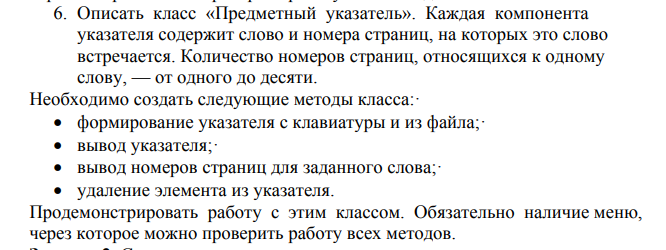 6. Описать класс «Предметный указатель». Каждая компонента
указателя содержит слово и номера страниц, на которых это слово
встречается. Количество номеров страниц, относящихся к одному
слову, — от одного до десяти.
Необходимо создать следующие методы класса:·
• формирование указателя с клавиатуры и из файла;·
• вывод указателя;·
• вывод номеров страниц для заданного слова;·
• удаление элемента из указателя.
Продемонстрировать работу с этим классом. Обязательно наличие меню,
через которое можно проверить работу всех методов.